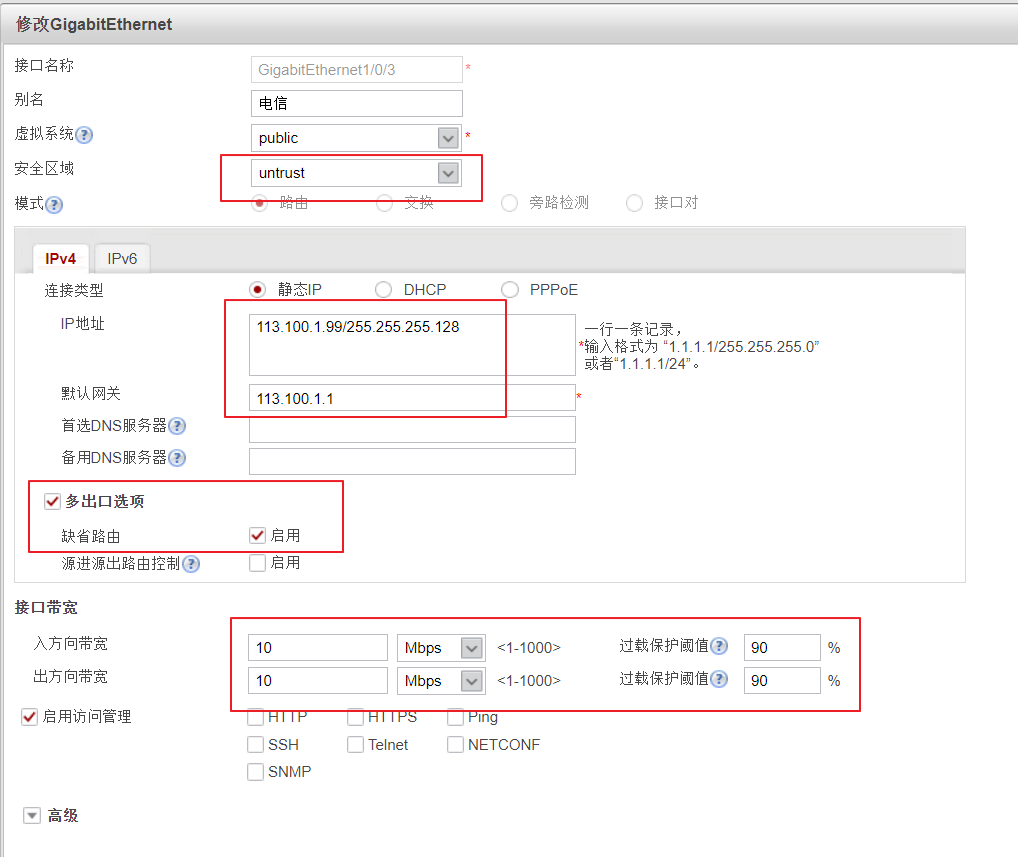 修改GigabitEthernet
接口名称 GigabitEthernet1/0/3 *
别名 电信
虚拟系统 ? public *
安全区域 untrust
模式 ? 路由 交换 旁路检测 接口对
IPv4 IPv6
连接类型 静态IP DHCP PPPoE
IP地址 113.100.1.99/255.255.255.128 一行一条记录，
*输入格式为 “1.1.1.1/255.255.255.0”
或者“1.1.1.1/24”。
默认网关 113.100.1.1 *
首选DNS服务器 ?
备用DNS服务器 ?
多出口选项
缺省路由 启用
源进源出路由控制 ? 启用
接口带宽
入方向带宽 10 Mbps <1-1000> 过载保护阈值 ? 90 %
出方向带宽 10 Mbps <1-1000> 过载保护阈值 ? 90 %
启用访问管理 HTTP HTTPS Ping
SSH Telnet NETCONF
SNMP
高级